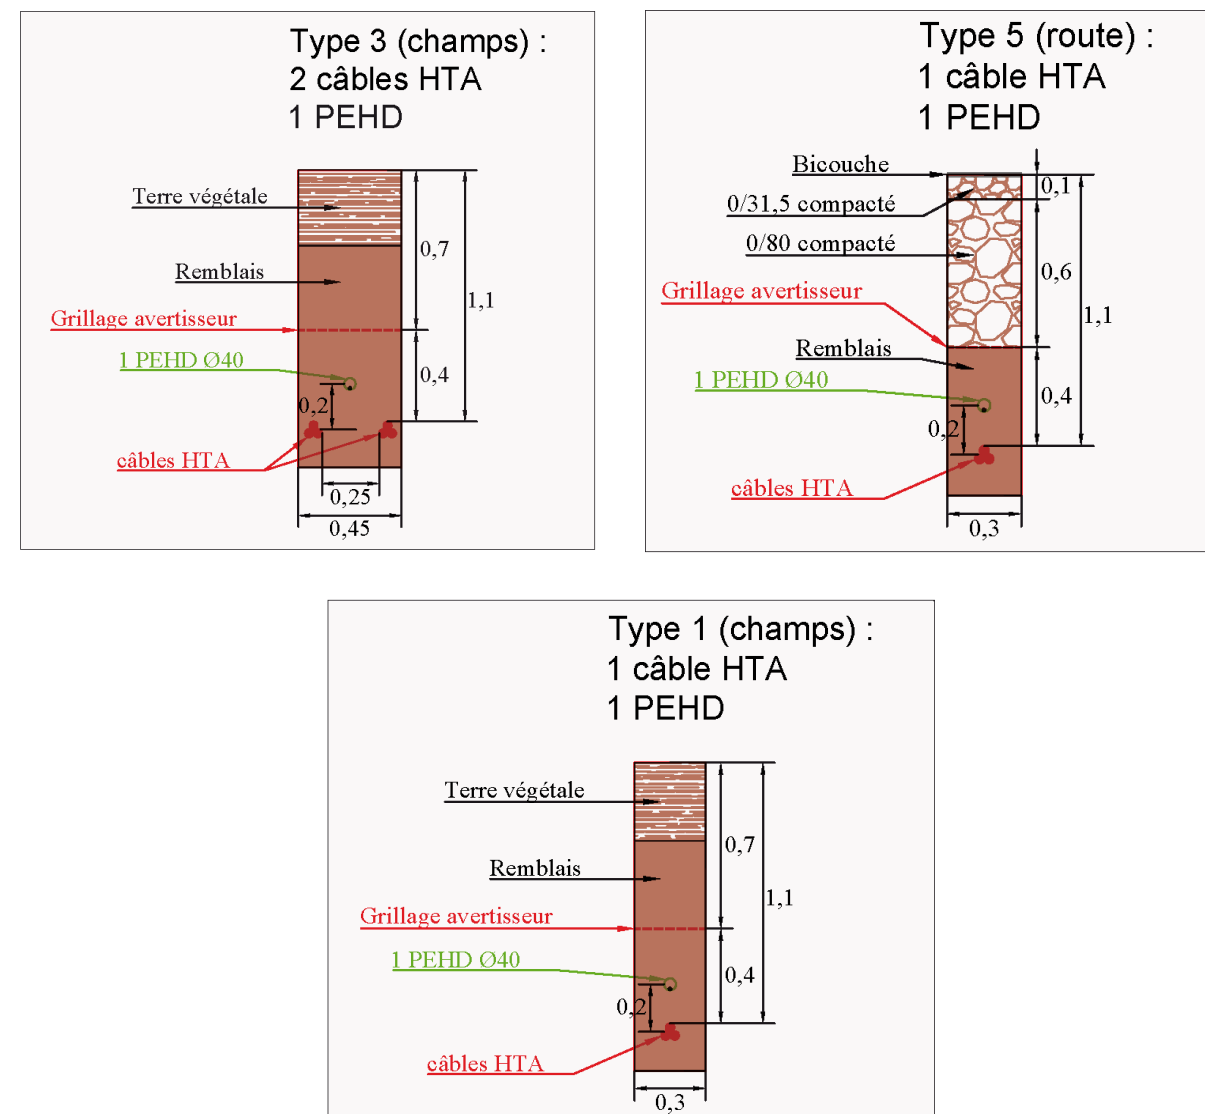 Type 3 (champs) :
2 câbles HTA
1 PEHD
Terre végétale
0,7
Remblais
1,1
Grillage avertisseur
1 PEHD Ø40
0,4
0,2
câbles HTA
0,25
0,45
Type 5 (route) :
1 câble HTA
1 PEHD
Bicouche
0,1
0/31,5 compacté
0/80 compacté
0,6
Grillage avertisseur
1,1
Remblais
1 PEHD Ø40
0,4
0,2
câbles HTA
0,3
Type 1 (champs) :
1 câble HTA
1 PEHD
Terre végétale
0,7
Remblais
1,1
Grillage avertisseur
1 PEHD Ø40
0,4
0,2
câbles HTA
0,3